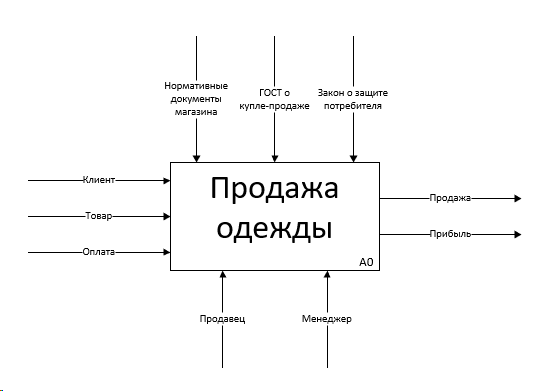 Нормативные
документы
магазина
ГОСТ о
купле-продаже
Закон о защите
потребителя
Клиент
Товар
Оплата
Продажа
одежды
A0
Продажа
Прибыль
Продавец
Менеджер